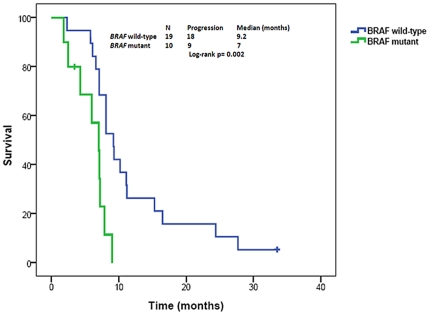 N Progression Median (months)
BRAF wild-type 19 18 9.2
BRAF mutant 10 9 7
Log-rank p= 0.002
BRAF wild-type
BRAF mutant
Survival
100
80
60
40
20
0
0 10 20 30 40
Time (months)